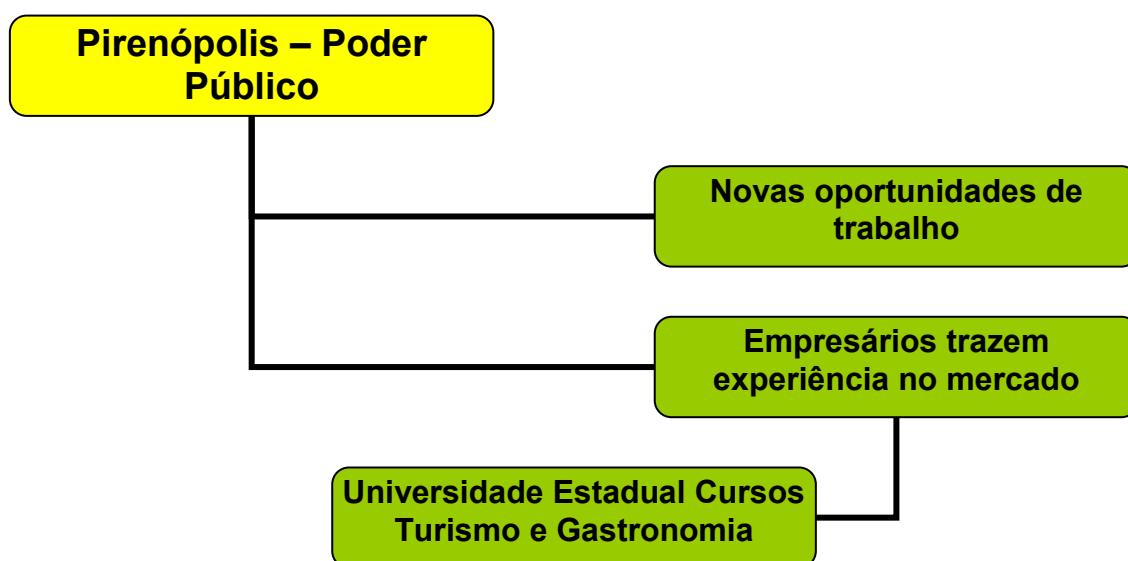 Pirenópolis – Poder
Público
Novas oportunidades de
trabalho
Empresários trazem
experiência no mercado
Universidade Estadual Cursos
Turismo e Gastronomia